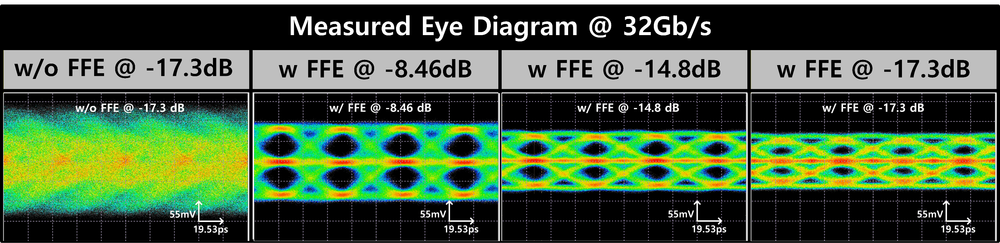 Measured Eye Diagram @ 32Gb/s
w/o FFE @ -17.3dB
w FFE @ -8.46dB
w FFE @ -14.8dB
w FFE @ -17.3dB
w/o FFE @ -17.3 dB
55mV
19.53ps
w/ FFE @ -8.46 dB
55mV
19.53ps
w/ FFE @ -14.8 dB
55mV
19.53ps
w/ FFE @ -17.3 dB
55mV
19.53ps